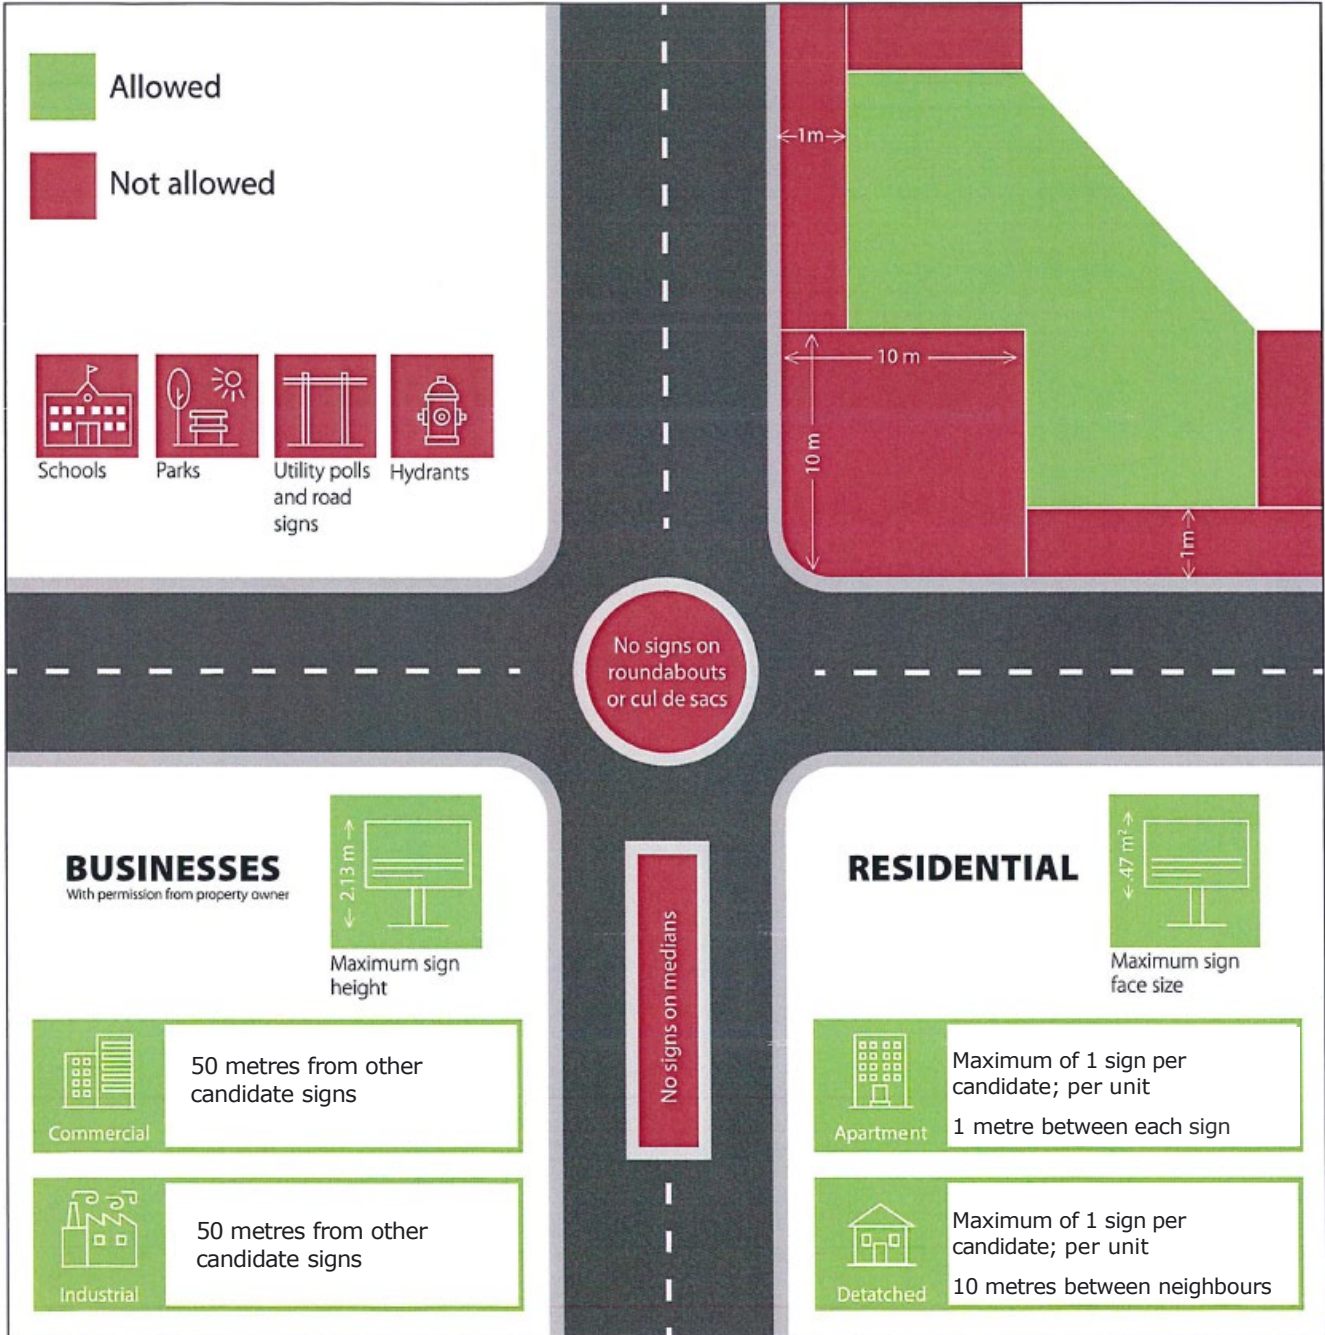 Allowed
Not allowed
1m
10 m
10 m
1m
Schools
Parks
Utility polls
and road
signs
Hydrants
No signs on
roundabouts
or cul de sacs
BUSINESSES
With permission from property owner
2.13 m
Maximum sign
height
Commercial
50 metres from other
candidate signs
Industrial
50 metres from other
candidate signs
No signs on medians
RESIDENTIAL
.47 m²
Maximum sign
face size
Apartment
Maximum of 1 sign per
candidate; per unit
1 metre between each sign
Detatched
Maximum of 1 sign per
candidate; per unit
10 metres between neighbours